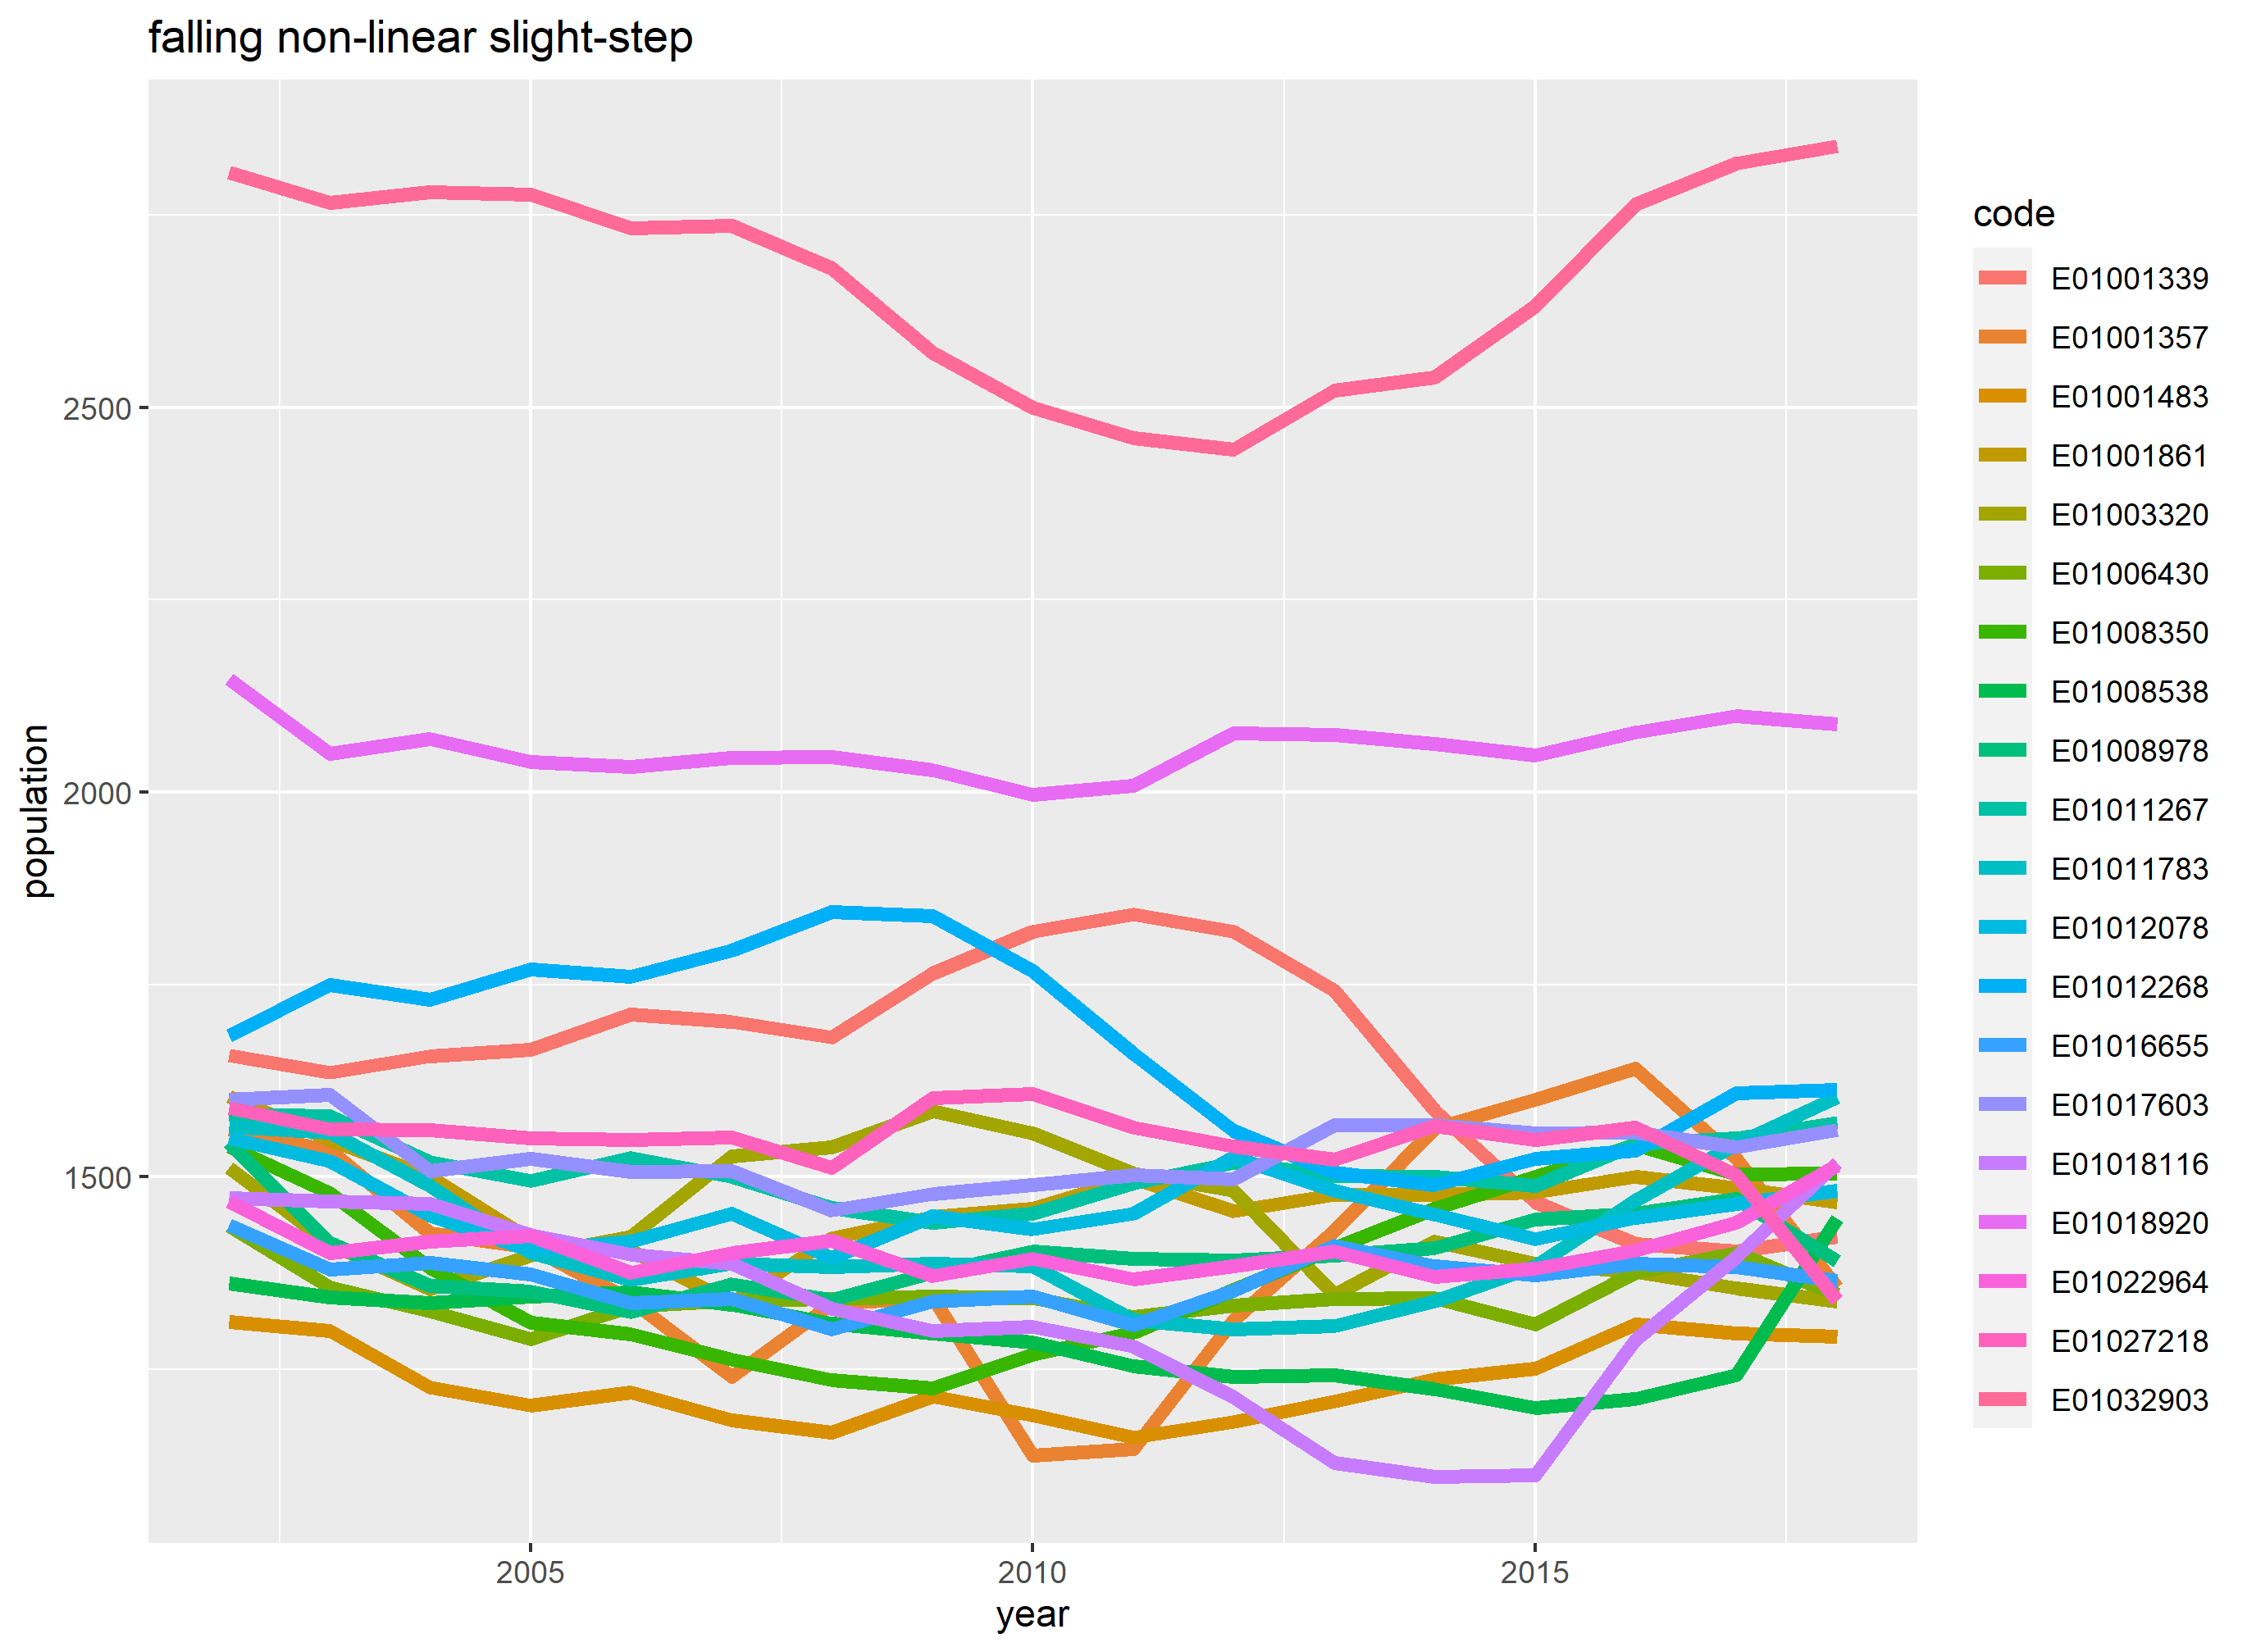 falling non-linear slight-step
population
2500
2000
1500
2005
2010
2015
year
code
E01001339
E01001357
E01001483
E01001861
E01003320
E01006430
E01008350
E01008538
E01008978
E01011267
E01011783
E01012078
E01012268
E01016655
E01017603
E01018116
E01018920
E01022964
E01027218
E01032903